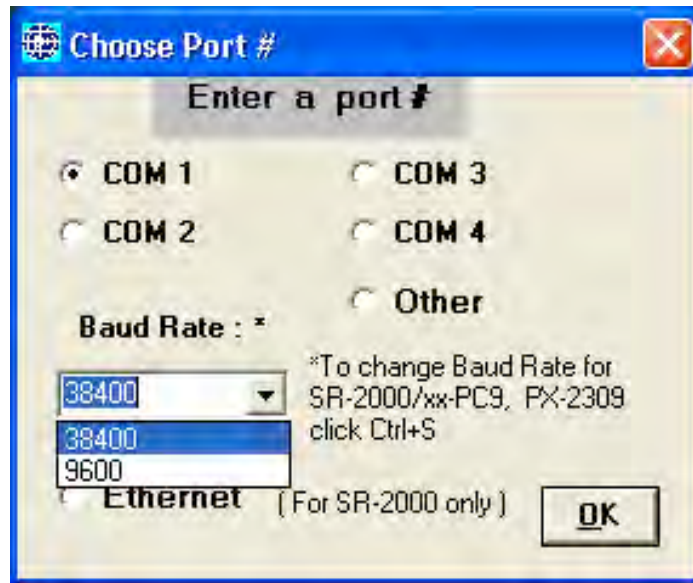 Choose Port #
Enter a port #
COM 1
COM 3
COM 2
COM 4
Other
Baud Rate : *
*To change Baud Rate for
SR-2000/xx-PC9, PX-2309
click Ctrl+S
38400
38400
9600
Ethernet ( For SR-2000 only )
OK